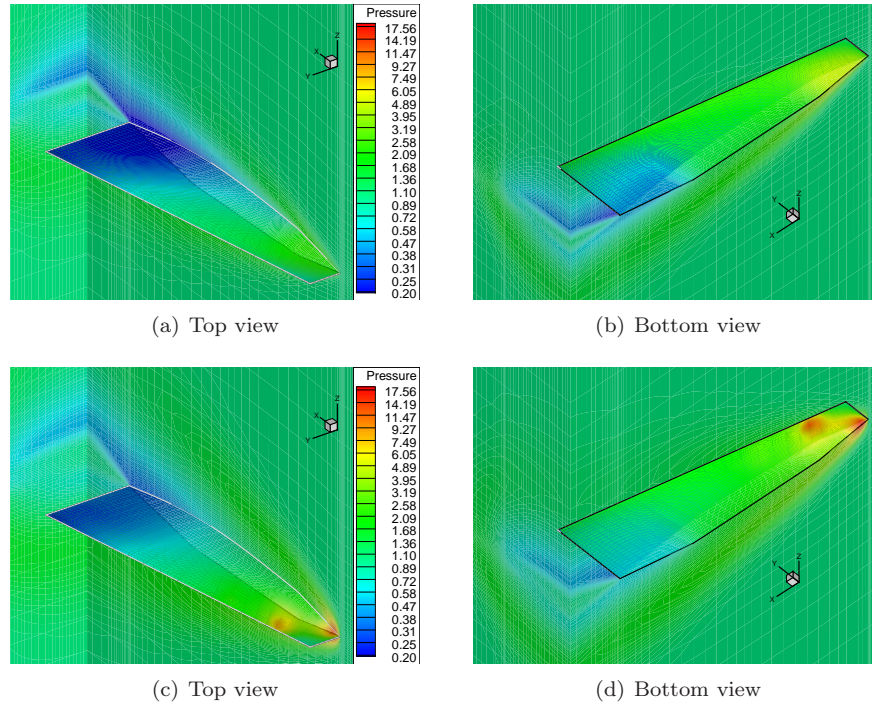 Pressure
17.56
14.19
11.47
9.27
7.49
6.05
4.89
3.95
3.19
2.58
2.09
1.68
1.36
1.10
0.89
0.72
0.58
0.47
0.38
0.31
0.25
0.20
X
Y
Z
Y
X
Z
(a) Top view
(b) Bottom view
Pressure
17.56
14.19
11.47
9.27
7.49
6.05
4.89
3.95
3.19
2.58
2.09
1.68
1.36
1.10
0.89
0.72
0.58
0.47
0.38
0.31
0.25
0.20
X
Y
Z
Y
X
Z
(c) Top view
(d) Bottom view